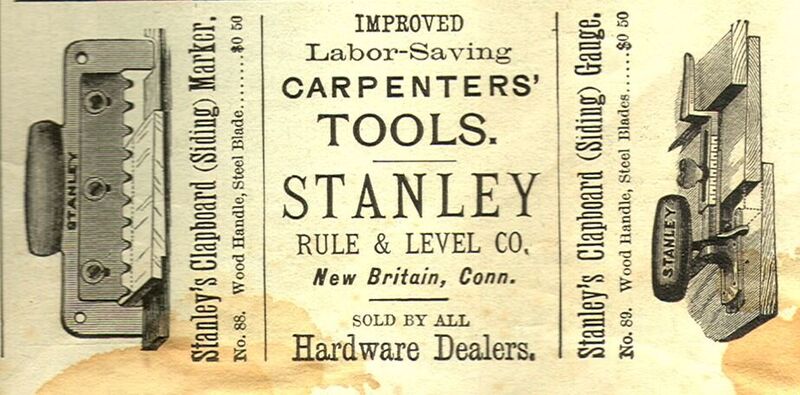 STANLEY
Stanley's Clapboard (Siding) Marker.
No. 88. Wood Handle, Steel Blade........$0 50
IMPROVED
Labor-Saving
CARPENTERS'
TOOLS.
STANLEY
RULE & LEVEL CO.
New Britain, Conn.
SOLD BY ALL
Hardware Dealers.
Stanley's Clapboard (Siding) Gauge.
No. 89. Wood Handle, Steel Blades......$0 50
STANLEY